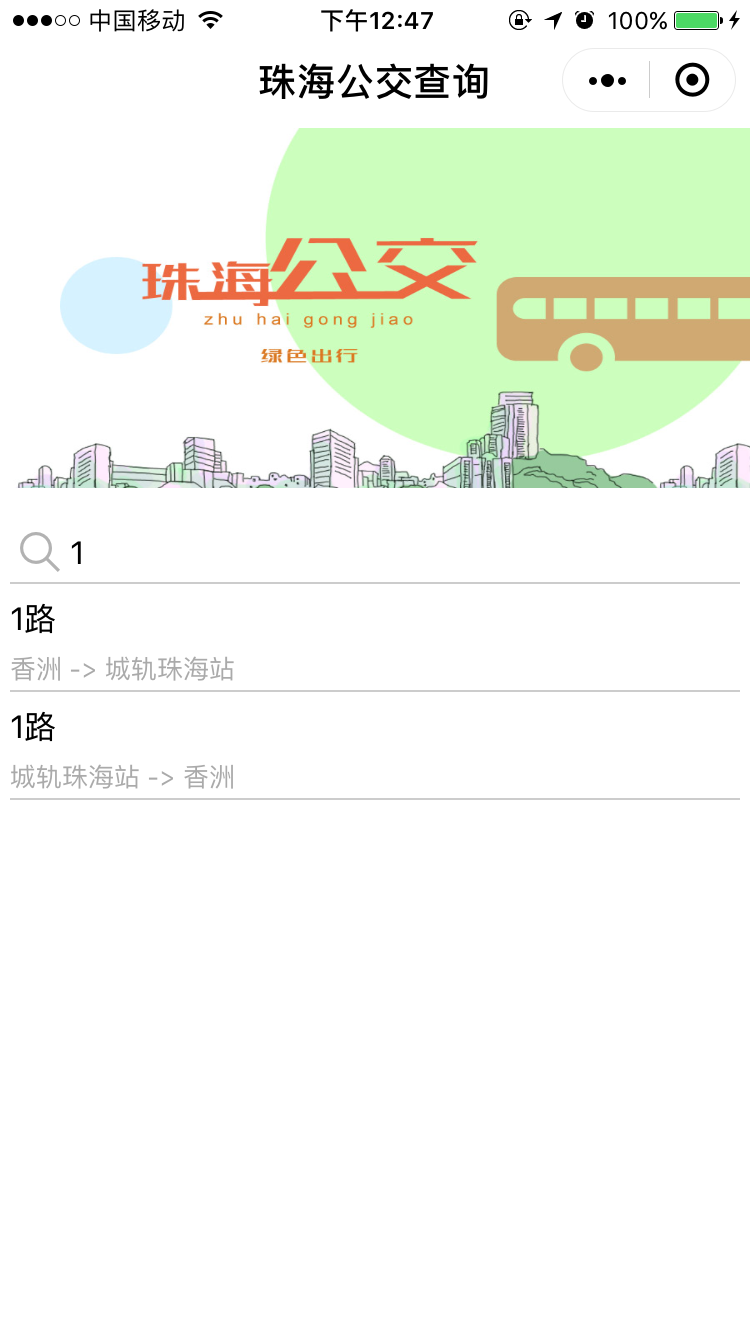 中国移动 下午12:47 100%
珠海公交查询
珠海公交
zhu hai gong jiao
绿色出行
1
1路
香洲 -> 城轨珠海站
1路
城轨珠海站 -> 香洲